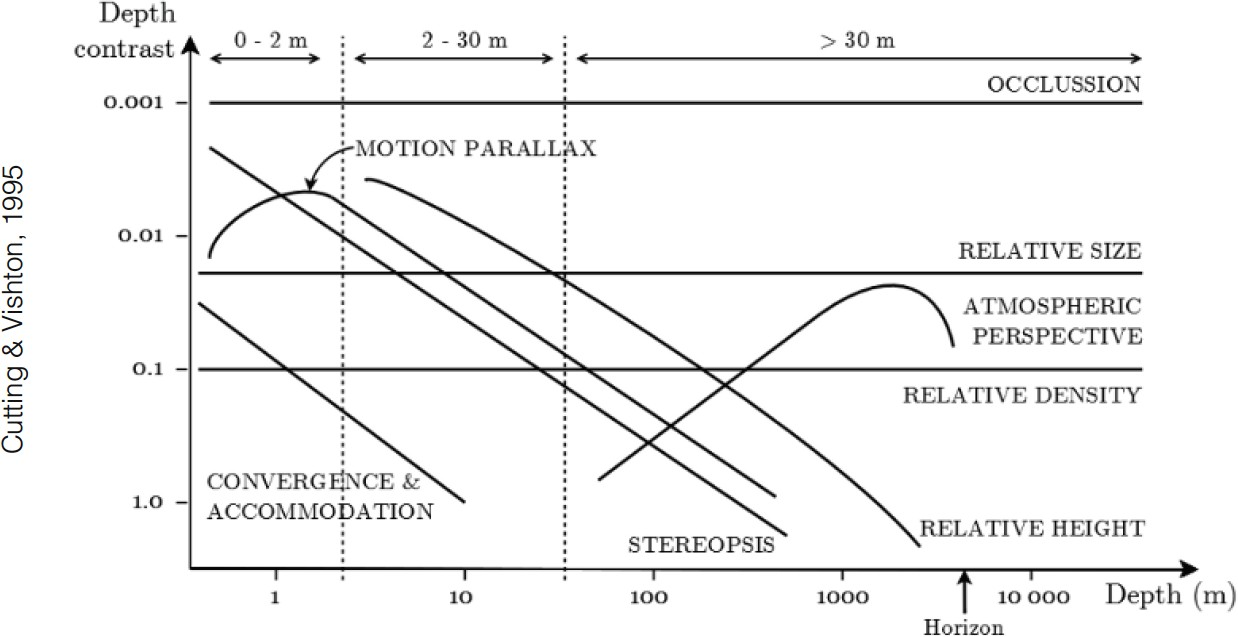 Depth
contrast
0 - 2 m
2 - 30 m
> 30 m
OCCLUSSION
0.001
MOTION PARALLAX
Cutting & Vishton, 1995
0.01
RELATIVE SIZE
ATMOSPHERIC
PERSPECTIVE
0.1
RELATIVE DENSITY
CONVERGENCE &
ACCOMMODATION
1.0
RELATIVE HEIGHT
STEREOPSIS
1
10
100
1000
10 000
Depth (m)
Horizon